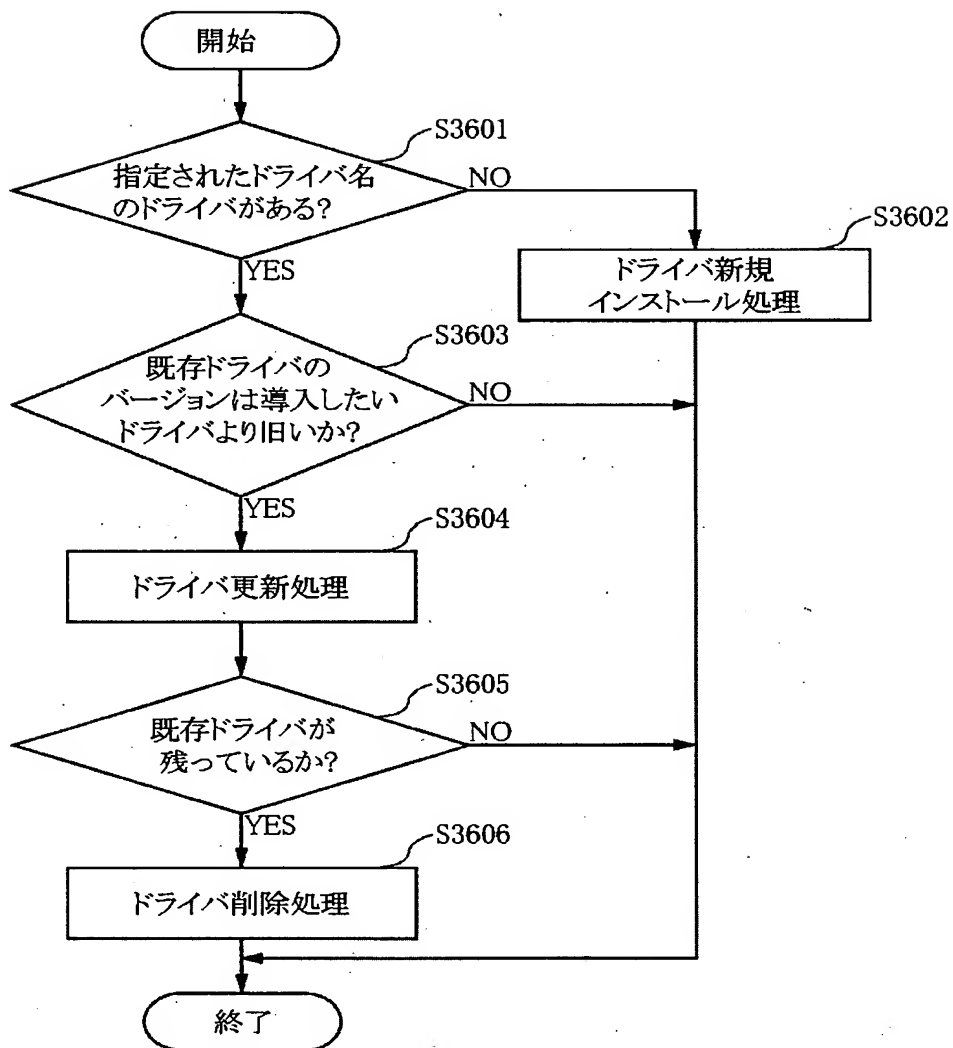 開始
S3601
指定されたドライバ名
のドライバがある?
NO
YES
S3602
ドライバ新規
インストール処理
S3603
既存ドライバの
バージョンは導入したい
ドライバより旧いか?
NO
YES
S3604
ドライバ更新処理
S3605
既存ドライバが
残っているか?
NO
YES
S3606
ドライバ削除処理
終了